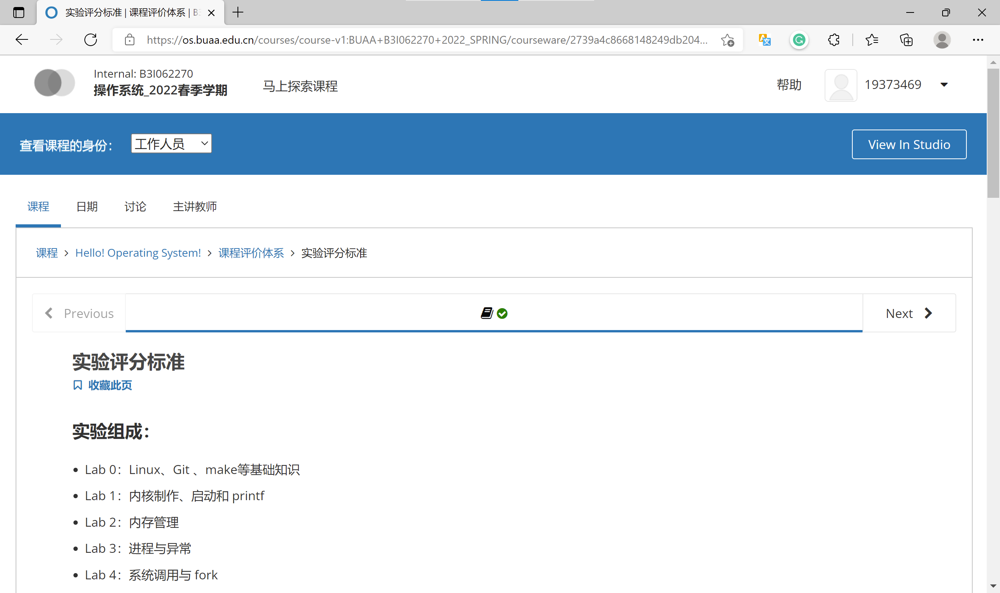 实验评分标准 | 课程评价体系 | B3
https://os.buaa.edu.cn/courses/course-v1:BUAA+B3I062270+2022_SPRING/courseware/2739a4c8668148249db204...
Internal: B3I062270
操作系统_2022春季学期
马上探索课程
帮助
19373469
查看课程的身份：
工作人员
View In Studio
课程
日期
讨论
主讲教师
课程 > Hello! Operating System! > 课程评价体系 > 实验评分标准
Previous
Next
实验评分标准
收藏此页
实验组成：
Lab 0：Linux、Git 、make等基础知识
Lab 1：内核制作、启动和 printf
Lab 2：内存管理
Lab 3：进程与异常
Lab 4：系统调用与 fork